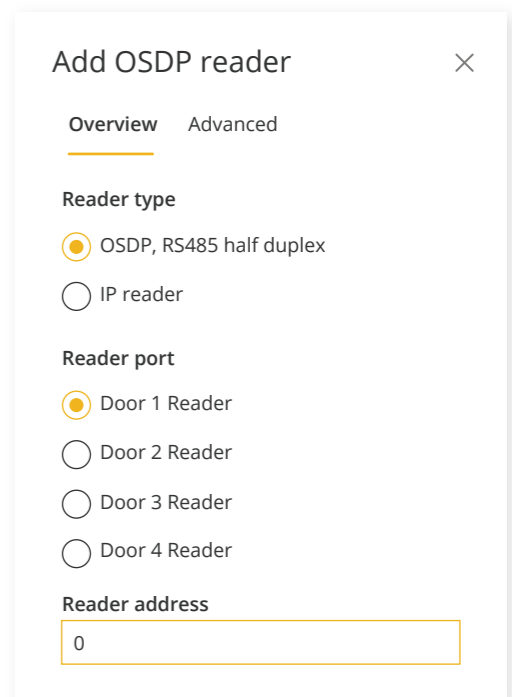 Add OSDP reader
Overview Advanced
Reader type
OSDP, RS485 half duplex
IP reader
Reader port
Door 1 Reader
Door 2 Reader
Door 3 Reader
Door 4 Reader
Reader address
0